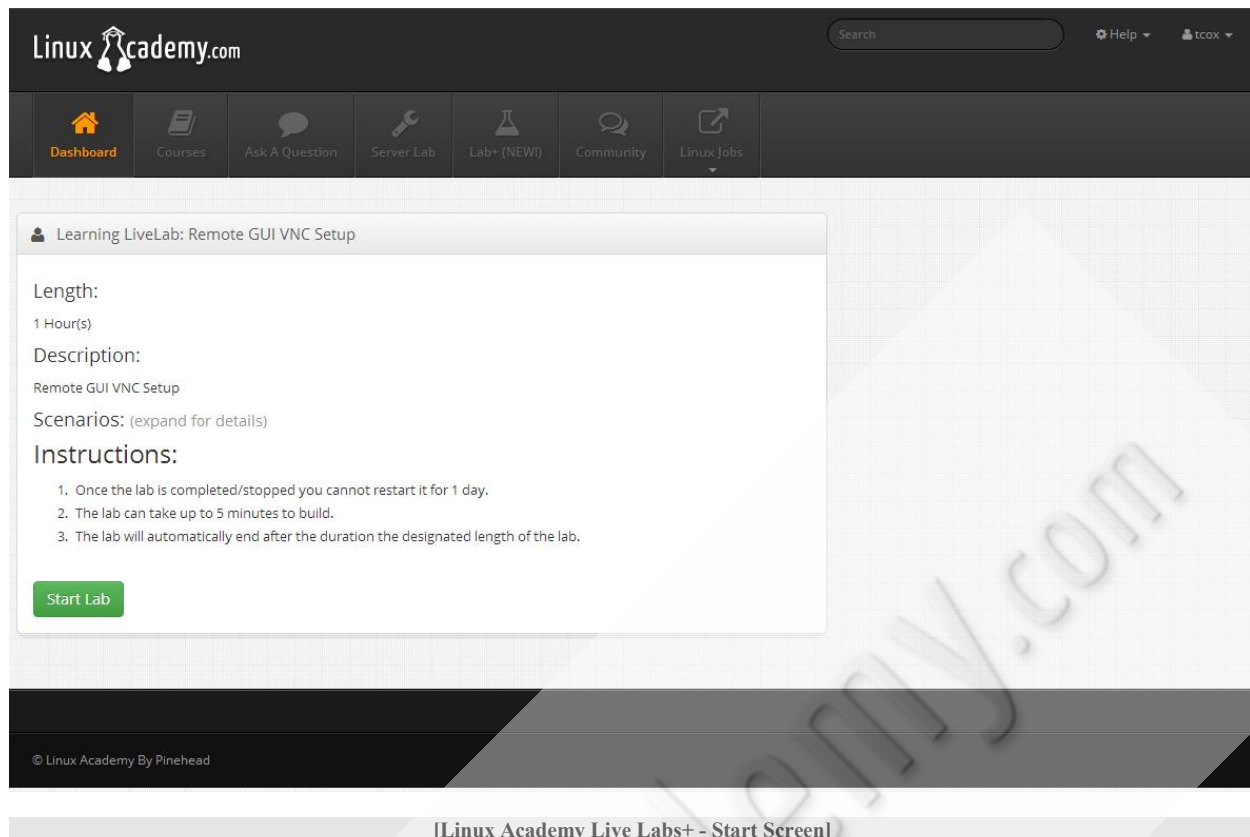 Linux Academy.com
Search
Help
tcox
Dashboard
Courses
Ask A Question
Server Lab
Lab+ (NEW!)
Community
Linux Jobs
Learning LiveLab: Remote GUI VNC Setup
Length:
1 Hour(s)
Description:
Remote GUI VNC Setup
Scenarios: (expand for details)
Instructions:
1. Once the lab is completed/stopped you cannot restart it for 1 day.
2. The lab can take up to 5 minutes to build.
3. The lab will automatically end after the duration the designated length of the lab.
Start Lab
© Linux Academy By Pinehead
demy.com
[Linux Academy Live Labs+ - Start Screen]